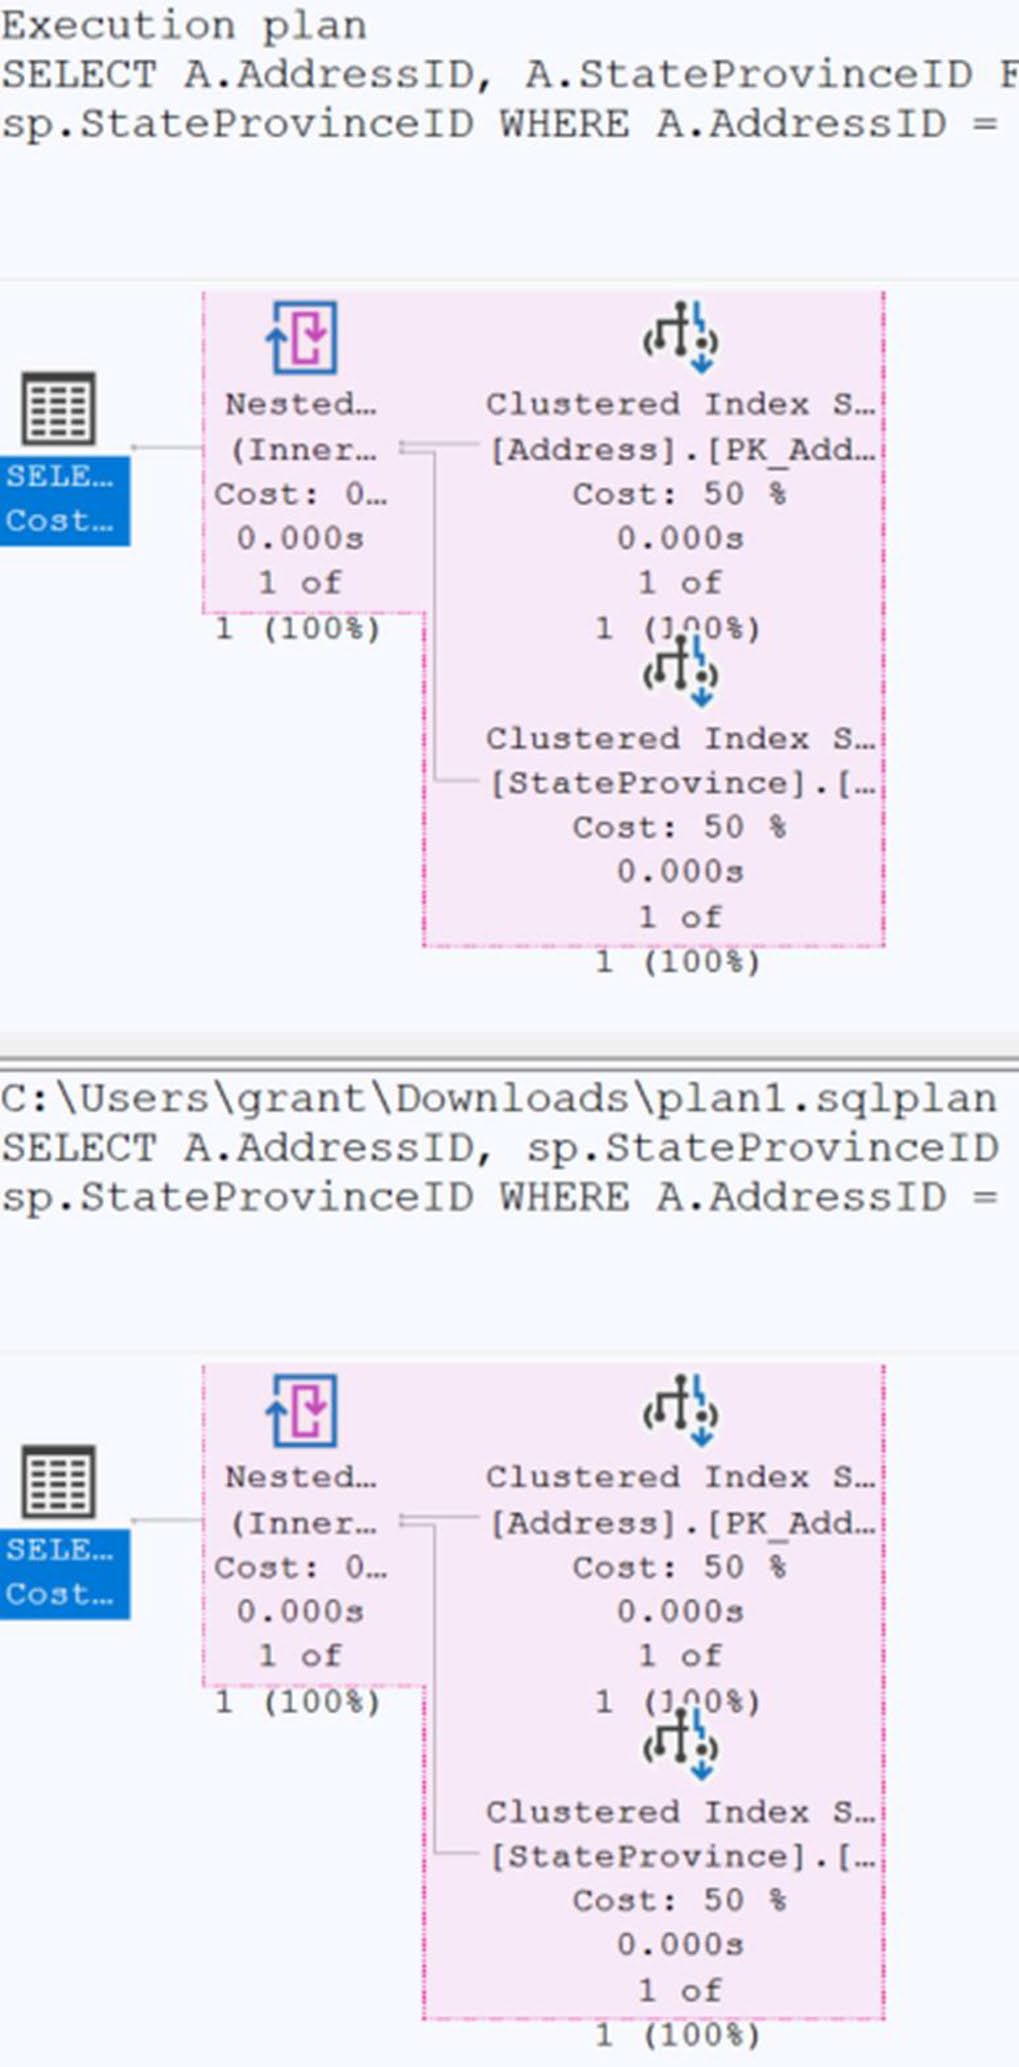 Execution plan
SELECT A.AddressID, A.StateProvinceID F
sp.StateProvinceID WHERE A.AddressID =
Nested…
(Inner…
Cost: 0…
0.000s
1 of
1 (100%)
Clustered Index S…
[Address].[PK_Add…
Cost: 50 %
0.000s
1 of
1 (100%)
SELE…
Cost…
Clustered Index S…
[StateProvince].[…
Cost: 50 %
0.000s
1 of
1 (100%)
C:\Users\grant\Downloads\plan1.sqlplan
SELECT A.AddressID, sp.StateProvinceID
sp.StateProvinceID WHERE A.AddressID =
Nested…
(Inner…
Cost: 0…
0.000s
1 of
1 (100%)
Clustered Index S…
[Address].[PK_Add…
Cost: 50 %
0.000s
1 of
1 (100%)
SELE…
Cost…
Clustered Index S…
[StateProvince].[…
Cost: 50 %
0.000s
1 of
1 (100%)